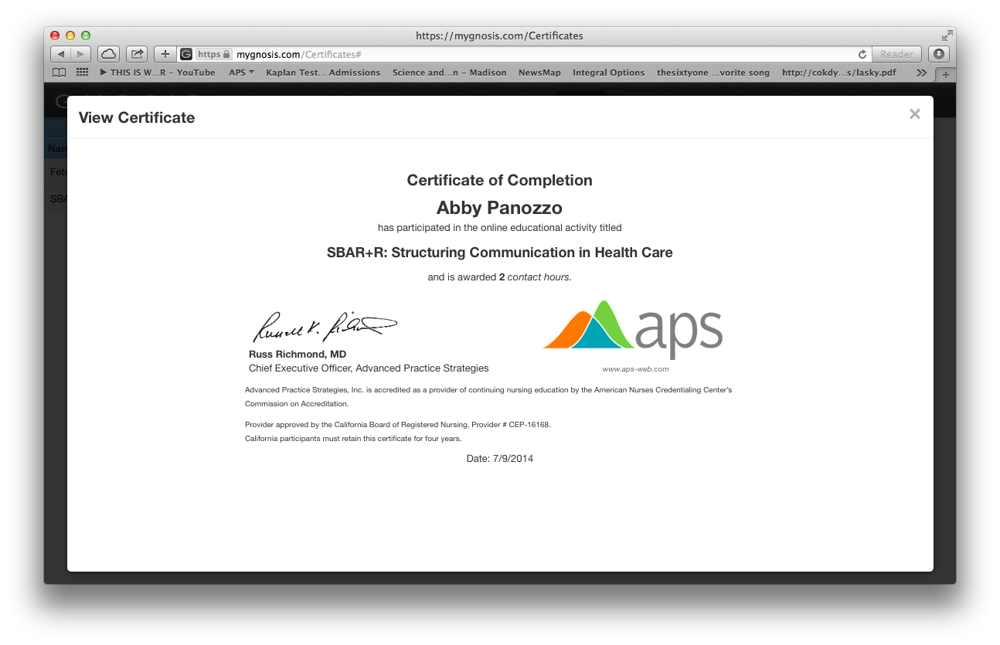 https://mygnosis.com/Certificates
https mygnosis.com/Certificates#
Reader
THIS IS W...R – YouTube APS Kaplan Test... Admissions Science and...n – Madison NewsMap Integral Options thesixtyone ...vorite song http://cokdy...s/lasky.pdf
View Certificate
Certificate of Completion
Abby Panozzo
has participated in the online educational activity titled
SBAR+R: Structuring Communication in Health Care
and is awarded 2 contact hours.
aps
www.aps-web.com
Russ Richmond, MD
Chief Executive Officer, Advanced Practice Strategies
Advanced Practice Strategies, Inc. is accredited as a provider of continuing nursing education by the American Nurses Credentialing Center's
Commission on Accreditation.
Provider approved by the California Board of Registered Nursing, Provider # CEP-16168.
California participants must retain this certificate for four years.
Date: 7/9/2014